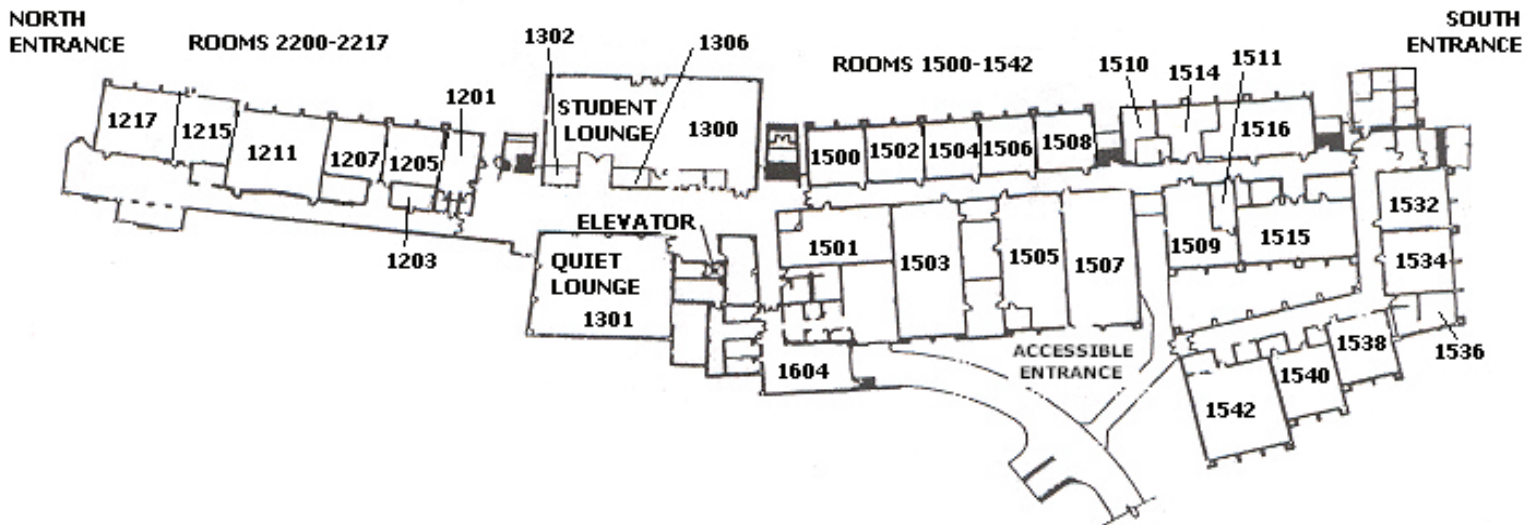 NORTH
ENTRANCE
ROOMS 2200-2217
1302
1306
ROOMS 1500-1542
SOUTH
ENTRANCE
1510
1514
1511
1201
STUDENT
LOUNGE
1300
1217
1215
1211
1207
1205
1500
1502
1504
1506
1508
1516
1203
ELEVATOR
QUIET
LOUNGE
1301
1501
1503
1505
1507
1509
1515
1532
1534
1604
ACCESSIBLE
ENTRANCE
1542
1540
1538
1536